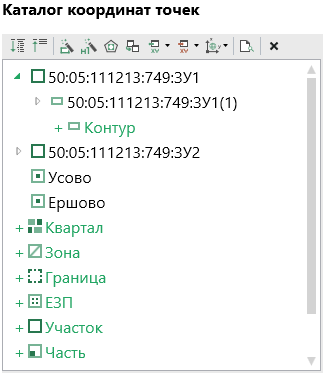 Каталог координат точек
50:05:111213:749:ЗУ1
50:05:111213:749:ЗУ1(1)
+ Контур
50:05:111213:749:ЗУ2
Усово
Ершово
+ Квартал
+ Зона
+ Граница
+ ЕЗП
+ Участок
+ Часть